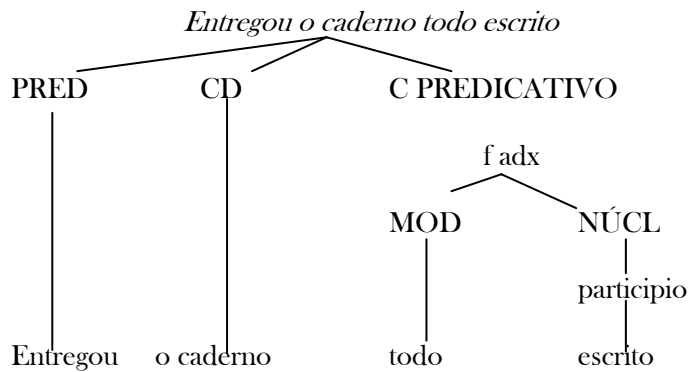 Entregou o caderno todo escrito
PRED CD C PREDICATIVO
f adx
MOD NÚCL
participio
Entregou o caderno todo escrito